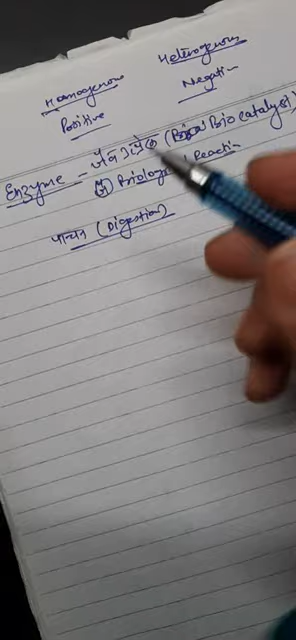 Homogenous Heterogenous
Positive Negative
Enzyme - जैव उत्प्रेरक (Bio catalyst)
Biological Reaction
पाचन (Digestion)